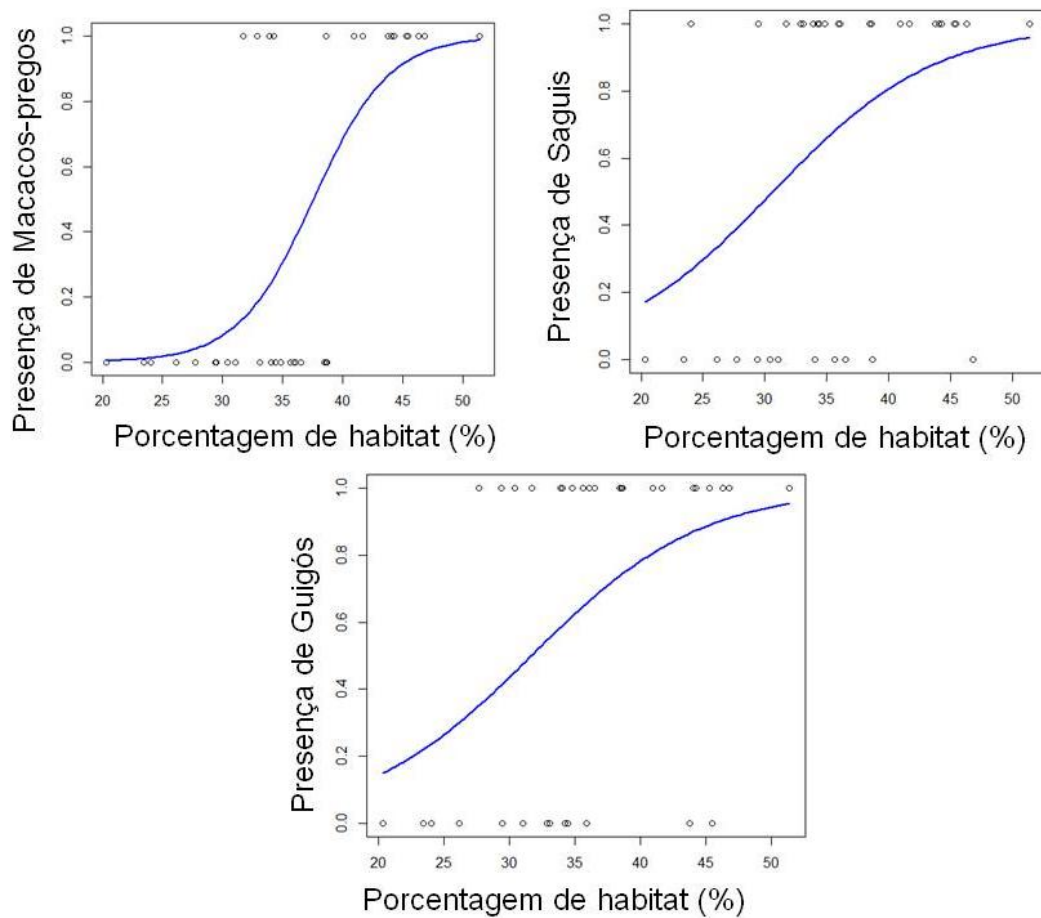 Presença de Macacos-pregos
0.0 0.2 0.4 0.6 0.8 1.0
20 25 30 35 40 45 50
Porcentagem de habitat (%)
Presença de Saguis
0.0 0.2 0.4 0.6 0.8 1.0
20 25 30 35 40 45 50
Porcentagem de habitat (%)
Presença de Guigós
0.0 0.2 0.4 0.6 0.8 1.0
20 25 30 35 40 45 50
Porcentagem de habitat (%)